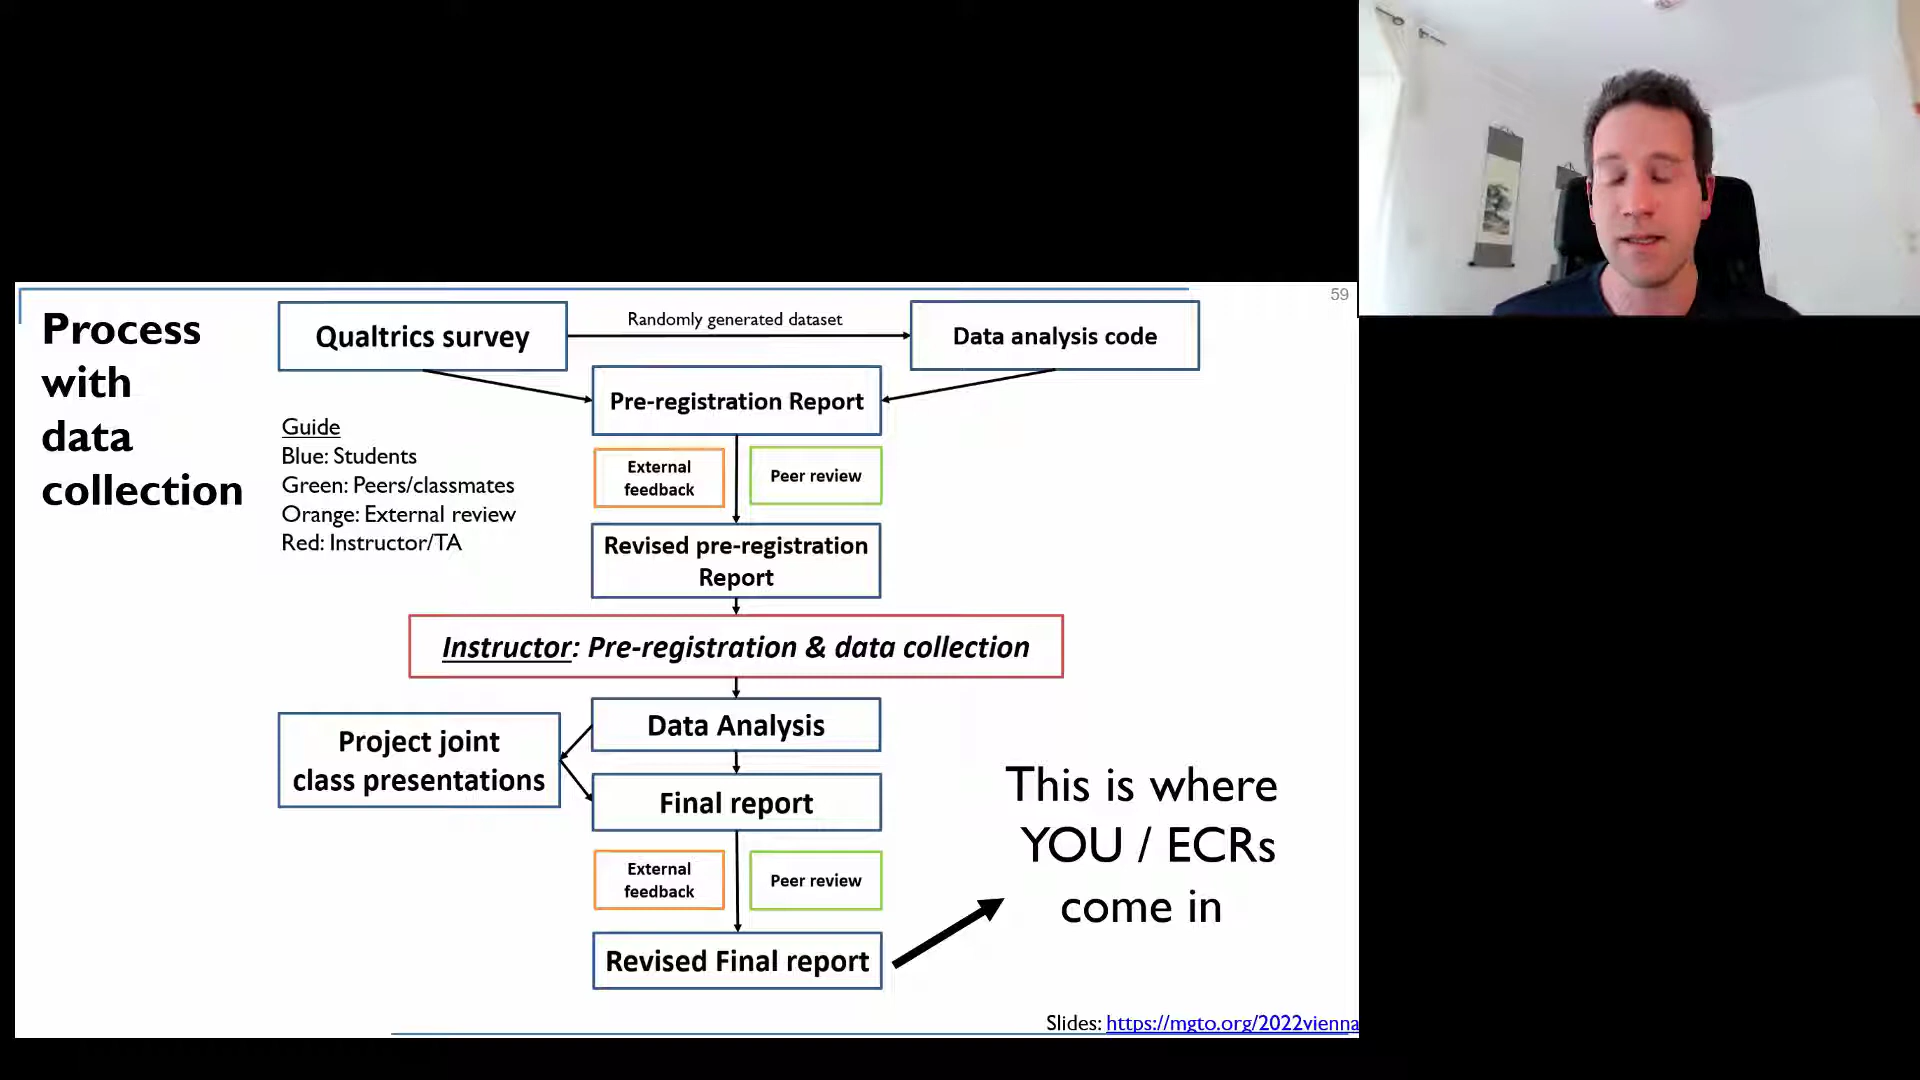 59
Process
with
data
collection
Qualtrics survey
Randomly generated dataset
Data analysis code
Pre-registration Report
Guide
Blue: Students
Green: Peers/classmates
Orange: External review
Red: Instructor/TA
External
feedback
Peer review
Revised pre-registration
Report
Instructor: Pre-registration & data collection
Data Analysis
Project joint
class presentations
Final report
External
feedback
Peer review
Revised Final report
This is where
YOU / ECRs
come in
Slides: https://mgto.org/2022vienna